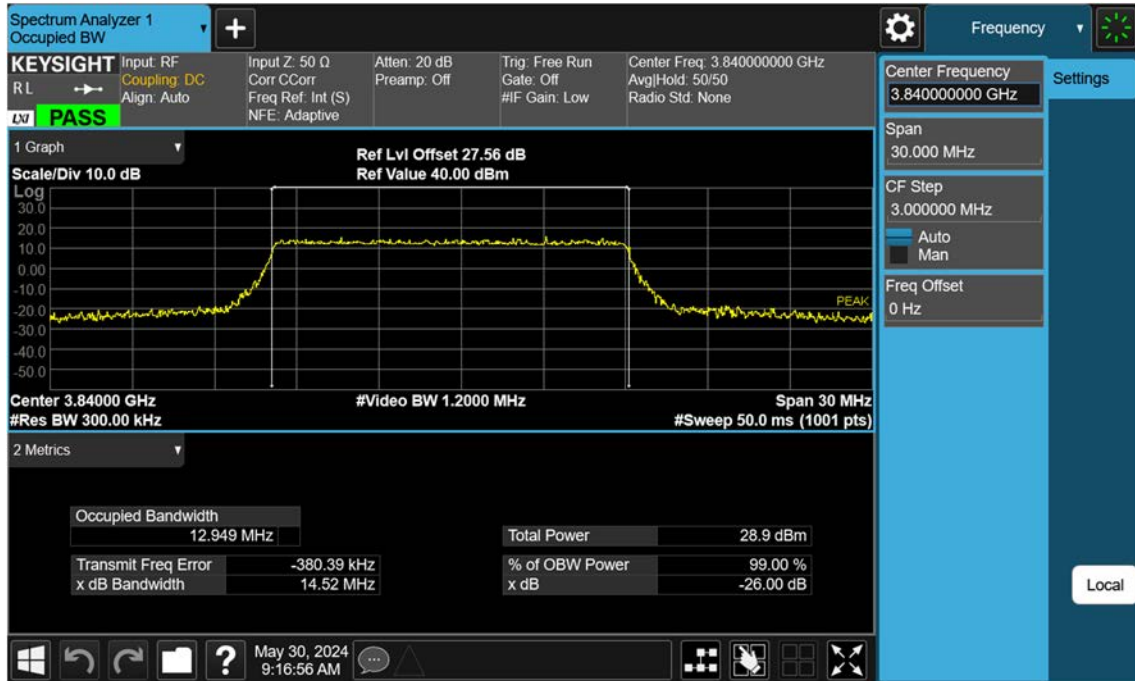 Spectrum Analyzer 1
Occupied BW
+
Frequency
KEYSIGHT
R L
LXI PASS
Input: RF
Coupling: DC
Align: Auto
Input Z: 50 Ω
Corr CCorr
Freq Ref: Int (S)
NFE: Adaptive
Atten: 20 dB
Preamp: Off
Trig: Free Run
Gate: Off
#IF Gain: Low
Center Freq: 3.840000000 GHz
Avg|Hold: 50/50
Radio Std: None
1 Graph
Scale/Div 10.0 dB
Ref Lvl Offset 27.56 dB
Ref Value 40.00 dBm
Log
30.0
20.0
10.0
0.00
-10.0
-20.0
-30.0
-40.0
-50.0
PEAK
Center 3.84000 GHz
#Video BW 1.2000 MHz
Span 30 MHz
#Res BW 300.00 kHz
#Sweep 50.0 ms (1001 pts)
2 Metrics
Occupied Bandwidth
12.949 MHz
Total Power 28.9 dBm
Transmit Freq Error -380.39 kHz
% of OBW Power 99.00 %
x dB Bandwidth 14.52 MHz
x dB -26.00 dB
?
May 30, 2024
9:16:56 AM
Center Frequency
3.840000000 GHz
Settings
Span
30.000 MHz
CF Step
3.000000 MHz
Auto
Man
Freq Offset
0 Hz
Local